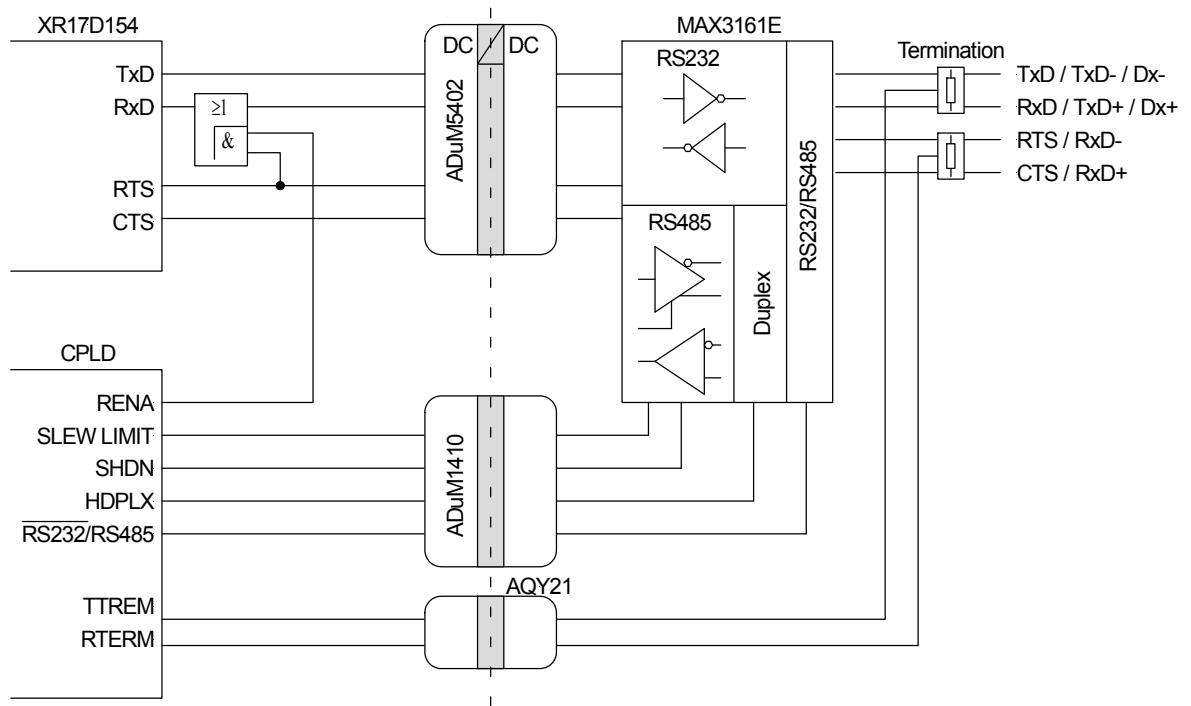 XR17D154
MAX3161E
DC DC
RS232
Termination
TxD
TxD / TxD- / Dx-
RxD
≥1
RxD / TxD+ / Dx+
&
RTS / RxD-
ADuM5402
CTS / RxD+
RTS
RS232/RS485
CTS
RS485
Duplex
CPLD
RENA
SLEW LIMIT
SHDN
ADuM1410
HDPLX
RS232/RS485
AQY21
TTREM
RTERM